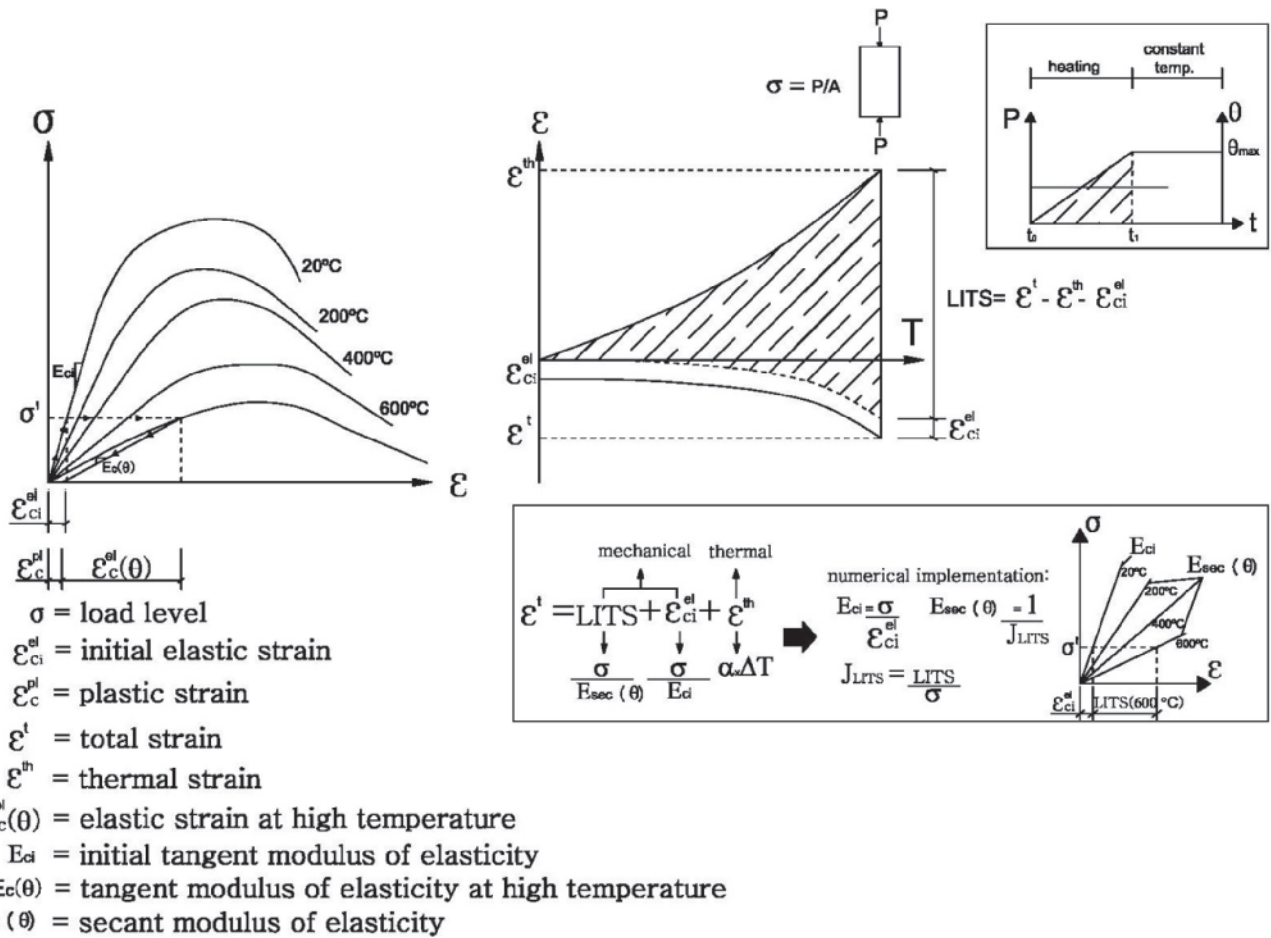 σ
20ºC
200ºC
400ºC
600ºC
Eci
σᵗ
Ec(θ)
ε
εciᵉˡ
εcᵖˡ εcᵉˡ(θ)
P
σ = P/A
P
ε
εᵗʰ
T
εciᵉˡ
εᵗ
εciᵉˡ
LITS= εᵗ - εᵗʰ- εciᵉˡ
heating constant temp.
P θ
θmax
t₀ t₁ t
mechanical thermal
εᵗ =LITS+εciᵉˡ+ εᵗʰ
σ/Esec (θ) σ/Eci αxΔT
numerical implementation:
Eci=σ/εciᵉˡ Esec (θ) =1/JLITS
JLITS=LITS/σ
σ
Eci
20ºC
200ºC
Esec (θ)
400ºC
600ºC
σᵗ
ε
εciᵉˡ LITS(600 ºC)
σ = load level
εciᵉˡ = initial elastic strain
εcᵖˡ = plastic strain
εᵗ = total strain
εᵗʰ = thermal strain
(θ) = elastic strain at high temperature
Eci = initial tangent modulus of elasticity
Ec(θ) = tangent modulus of elasticity at high temperature
(θ) = secant modulus of elasticity